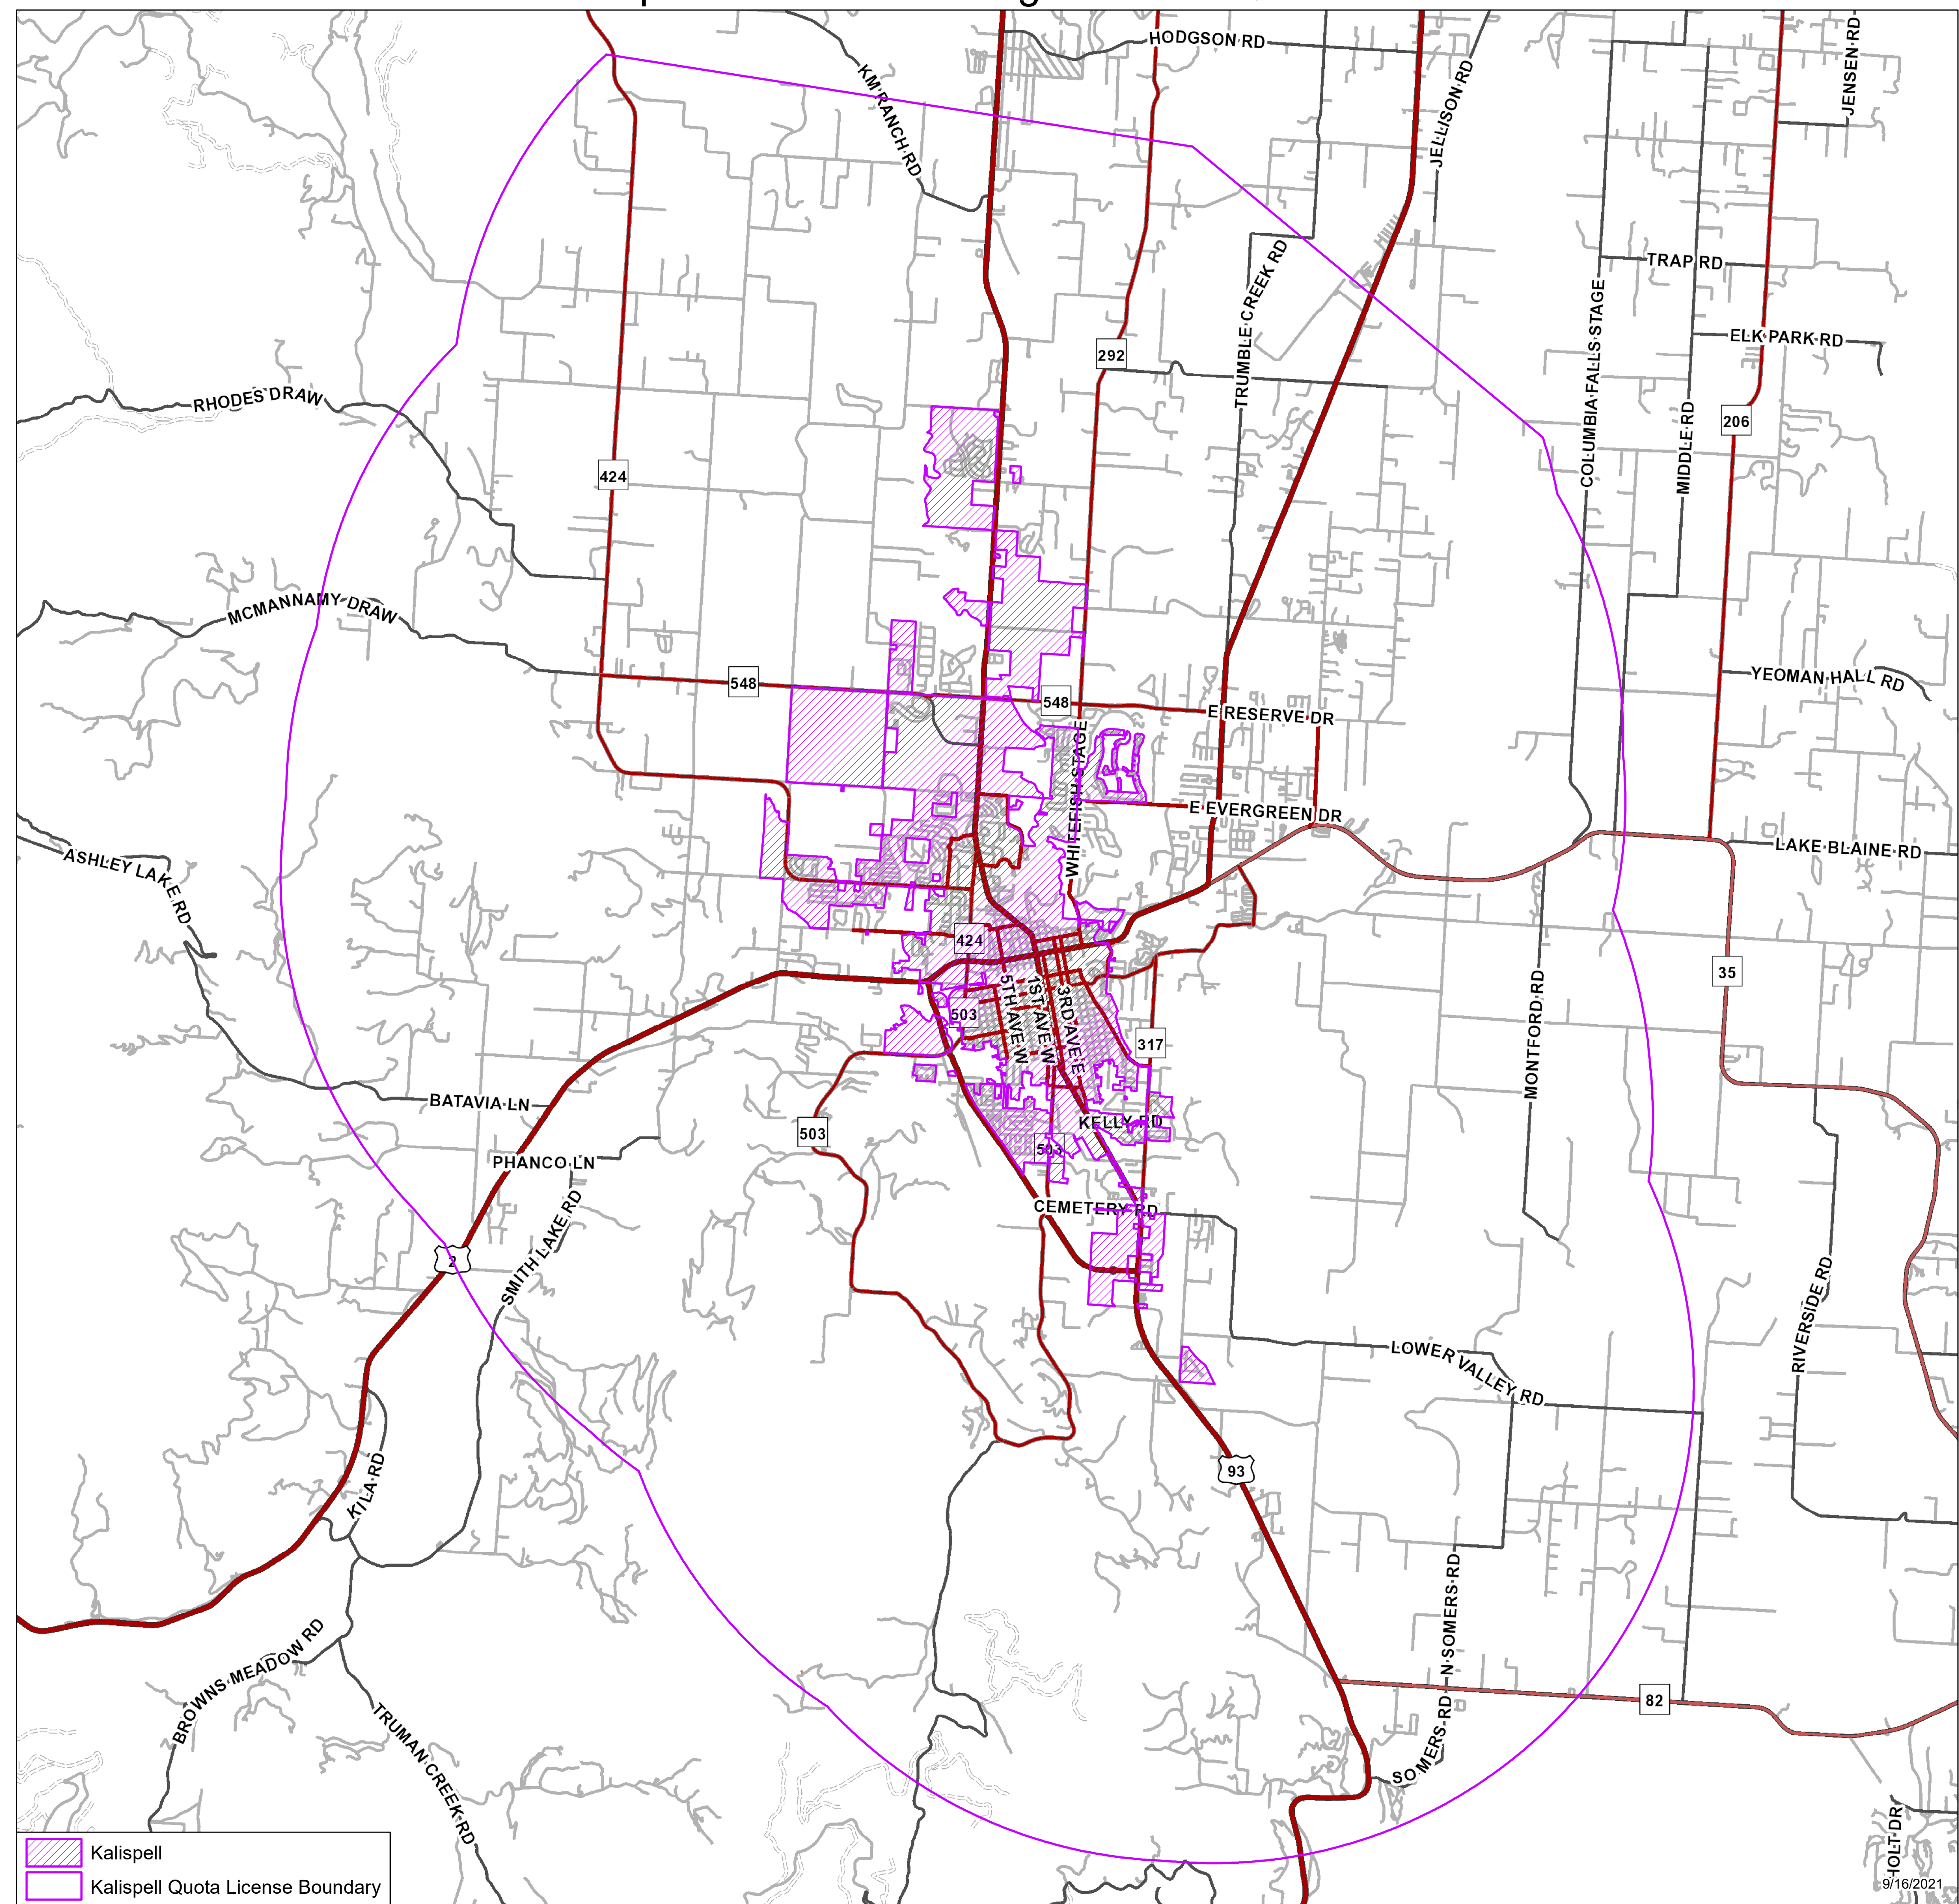 HODGSON RD
KM RANCH RD
JELLISON RD
JENSEN RD
TRAP RD
TRUMBLE CREEK RD
COLUMBIA FALLS STAGE
ELK PARK RD
292
RHODES DRAW
MIDDLE RD
206
424
MCMANNAMY DRAW
548
YEOMAN HALL RD
548
E RESERVE DR
WHITEFISH STAGE
E EVERGREEN DR
LAKE BLAINE RD
ASHLEY LAKE RD
424
35
503
5TH AVE W
1ST AVE W
3RD AVE E
MONTFORD RD
317
BATAVIA LN
503
KELLY RD
593
PHANCO LN
CEMETERY RD
2
SMITH LAKE RD
RIVERSIDE RD
LOWER VALLEY RD
KILA RD
93
N SOMERS RD
BROWNS MEADOW RD
82
TRUMAN CREEK RD
SOMERS RD
HOLT DR
Kalispell
Kalispell Quota License Boundary
9/16/2021